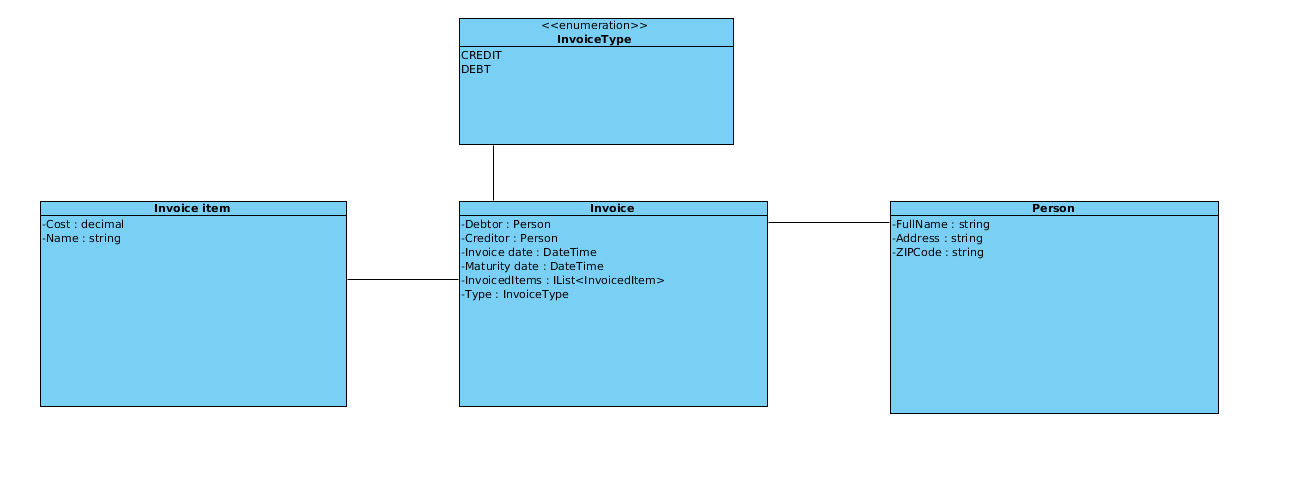 <<enumeration>>
InvoiceType
CREDIT
DEBT
Invoice item
-Cost : decimal
-Name : string
Invoice
-Debtor : Person
-Creditor : Person
-Invoice date : DateTime
-Maturity date : DateTime
-InvoicedItems : IList<InvoicedItem>
-Type : InvoiceType
Person
-FullName : string
-Address : string
-ZIPCode : string